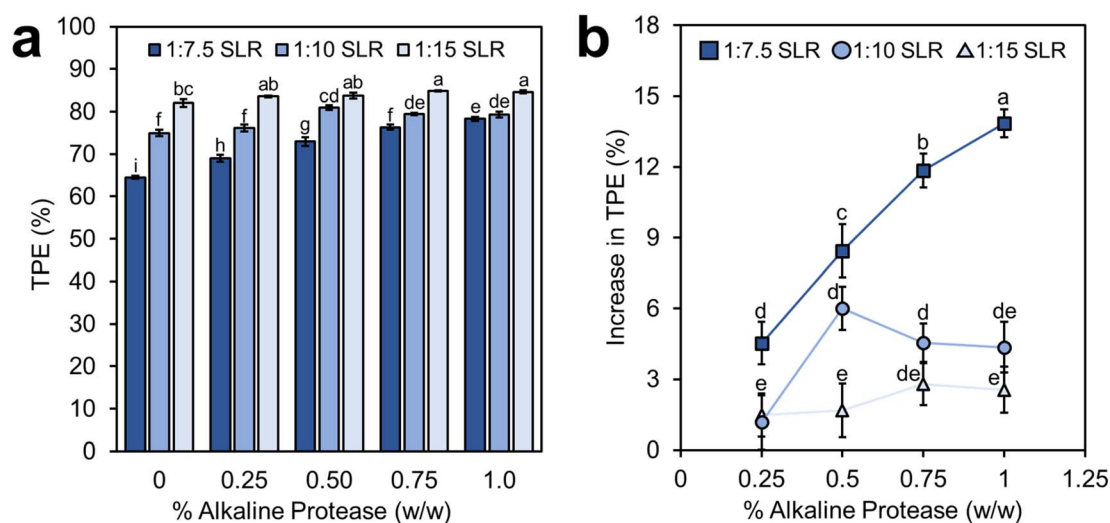 a
100
90
80
70
60
50
40
30
20
10
0
TPE (%)
1:7.5 SLR 1:10 SLR 1:15 SLR
i f bc
h f ab
g cd ab
f de a
e de a
0 0.25 0.50 0.75 1.0
% Alkaline Protease (w/w)
b
18
15
12
9
6
3
0
Increase in TPE (%)
1:7.5 SLR 1:10 SLR 1:15 SLR
a
b
c
d d d de
e e de e
0 0.25 0.5 0.75 1 1.25
% Alkaline Protease (w/w)